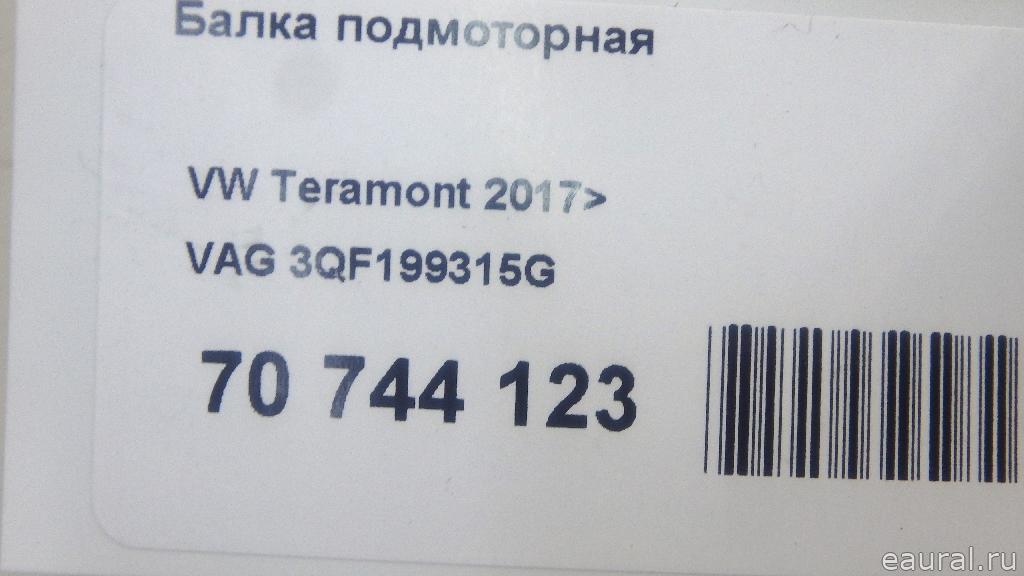 Балка подмоторная
VW Teramont 2017>
VAG 3QF199315G
70 744 123
eaural.ru